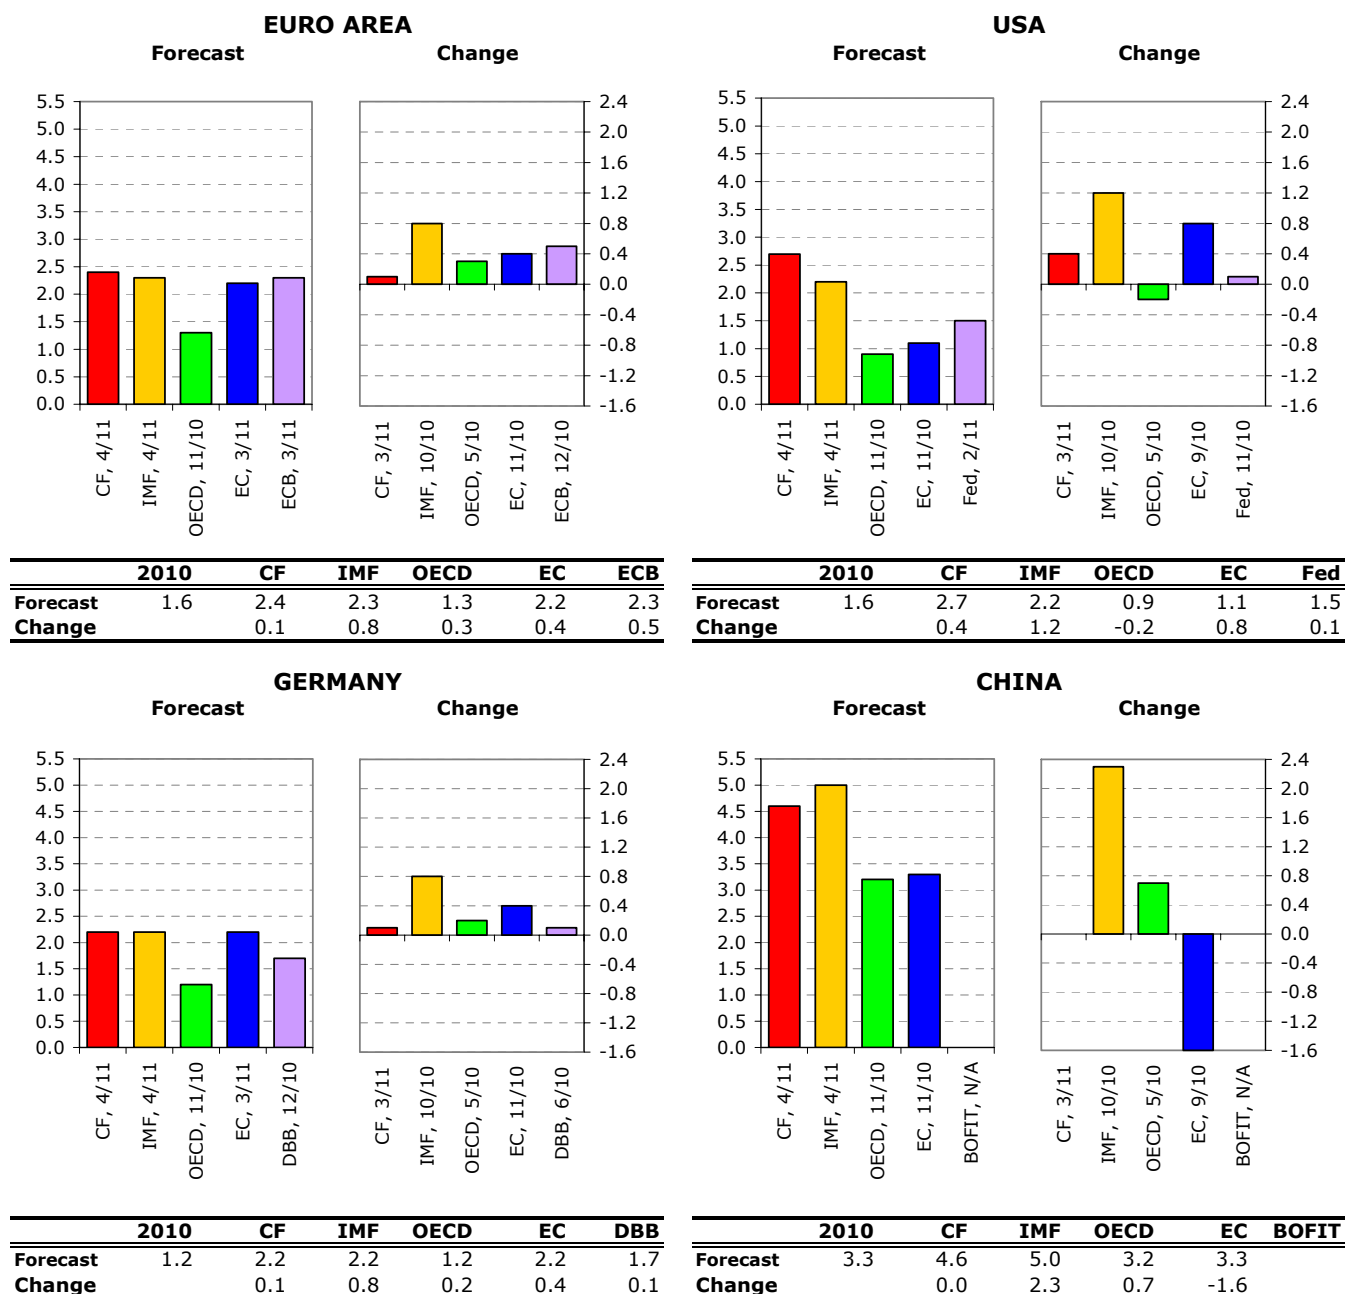 EURO AREA
Forecast Change
5.5
5.0
4.5
4.0
3.5
3.0
2.5
2.0
1.5
1.0
0.5
0.0
2.4
2.0
1.6
1.2
0.8
0.4
0.0
-0.4
-0.8
-1.2
-1.6
CF, 4/11
IMF, 4/11
OECD, 11/10
EC, 3/11
ECB, 3/11
CF, 3/11
IMF, 10/10
OECD, 5/10
EC, 11/10
ECB, 12/10
2010 CF IMF OECD EC ECB
Forecast 1.6 2.4 2.3 1.3 2.2 2.3
Change 0.1 0.8 0.3 0.4 0.5
USA
Forecast Change
5.5
5.0
4.5
4.0
3.5
3.0
2.5
2.0
1.5
1.0
0.5
0.0
2.4
2.0
1.6
1.2
0.8
0.4
0.0
-0.4
-0.8
-1.2
-1.6
CF, 4/11
IMF, 4/11
OECD, 11/10
EC, 11/10
Fed, 2/11
CF, 3/11
IMF, 10/10
OECD, 5/10
EC, 9/10
Fed, 11/10
2010 CF IMF OECD EC Fed
Forecast 1.6 2.7 2.2 0.9 1.1 1.5
Change 0.4 1.2 -0.2 0.8 0.1
GERMANY
Forecast Change
5.5
5.0
4.5
4.0
3.5
3.0
2.5
2.0
1.5
1.0
0.5
0.0
2.4
2.0
1.6
1.2
0.8
0.4
0.0
-0.4
-0.8
-1.2
-1.6
CF, 4/11
IMF, 4/11
OECD, 11/10
EC, 3/11
DBB, 12/10
CF, 3/11
IMF, 10/10
OECD, 5/10
EC, 11/10
DBB, 6/10
2010 CF IMF OECD EC DBB
Forecast 1.2 2.2 2.2 1.2 2.2 1.7
Change 0.1 0.8 0.2 0.4 0.1
CHINA
Forecast Change
5.5
5.0
4.5
4.0
3.5
3.0
2.5
2.0
1.5
1.0
0.5
0.0
2.4
2.0
1.6
1.2
0.8
0.4
0.0
-0.4
-0.8
-1.2
-1.6
CF, 4/11
IMF, 4/11
OECD, 11/10
EC, 11/10
BOFIT, N/A
CF, 3/11
IMF, 10/10
OECD, 5/10
EC, 9/10
BOFIT, N/A
2010 CF IMF OECD EC BOFIT
Forecast 3.3 4.6 5.0 3.2 3.3
Change 0.0 2.3 0.7 -1.6